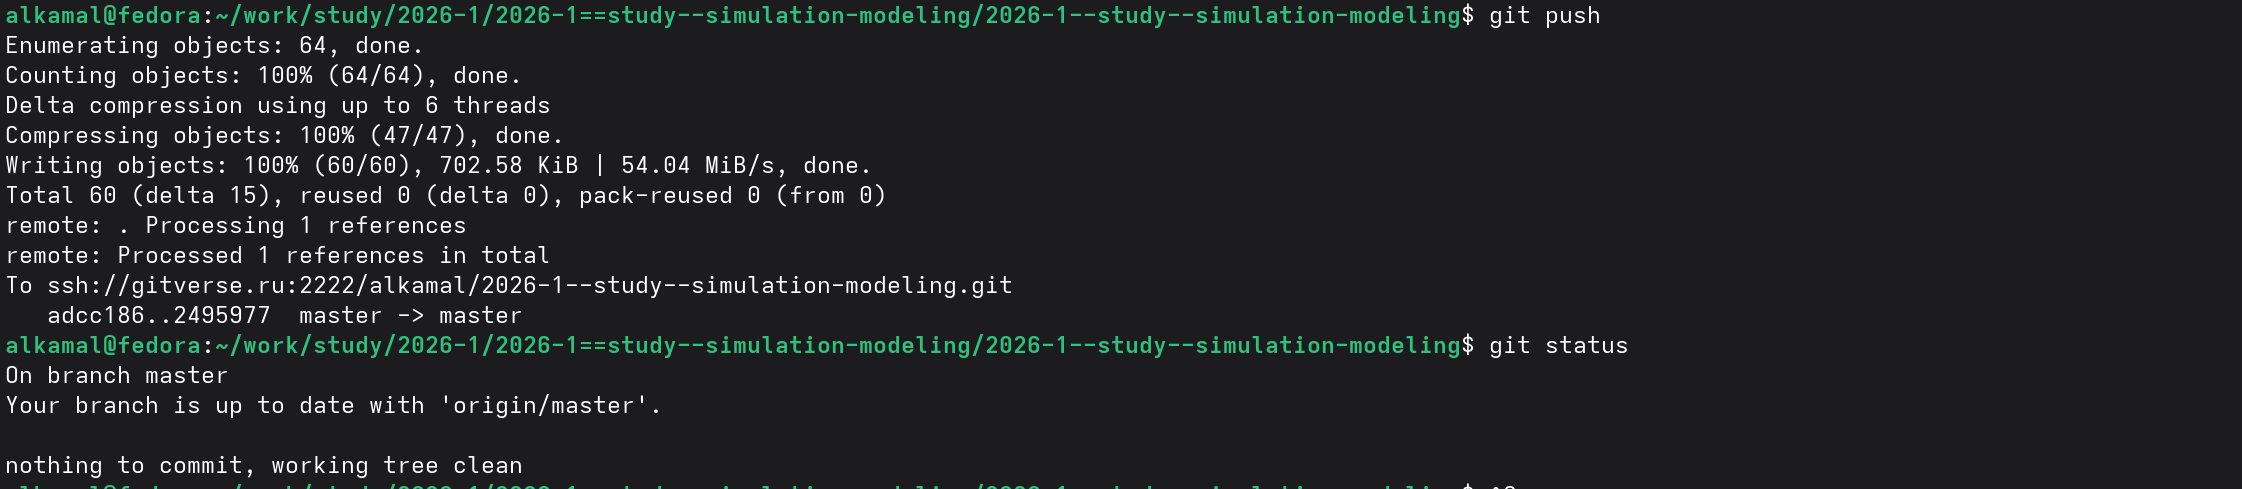 alkamal@fedora:~/work/study/2026-1/2026-1==study--simulation-modeling/2026-1--study--simulation-modeling$ git push
Enumerating objects: 64, done.
Counting objects: 100% (64/64), done.
Delta compression using up to 6 threads
Compressing objects: 100% (47/47), done.
Writing objects: 100% (60/60), 702.58 KiB | 54.04 MiB/s, done.
Total 60 (delta 15), reused 0 (delta 0), pack-reused 0 (from 0)
remote: . Processing 1 references
remote: Processed 1 references in total
To ssh://gitverse.ru:2222/alkamal/2026-1--study--simulation-modeling.git
   adcc186..2495977  master -> master
alkamal@fedora:~/work/study/2026-1/2026-1==study--simulation-modeling/2026-1--study--simulation-modeling$ git status
On branch master
Your branch is up to date with 'origin/master'.

nothing to commit, working tree clean